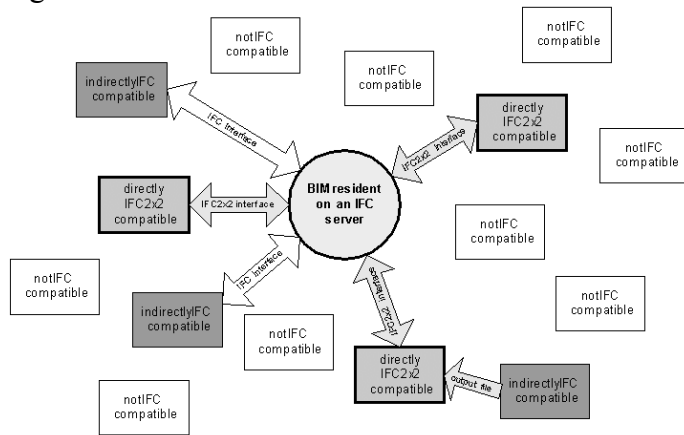 notIFC
compatible
notIFC
compatible
notIFC
compatible
indirectlyIFC
compatible
IFC Interface
directly
IFC2x2
compatible
IFC2x2 interface
notIFC
compatible
BIM resident
on an IFC
server
directly
IFC2x2
compatible
IFC2x2 interface
notIFC
compatible
IFC Interface
notIFC
compatible
indirectlyIFC
compatible
IFC2x2 interface
notIFC
compatible
notIFC
compatible
directly
IFC2x2
compatible
output file
indirectlyIFC
compatible
notIFC
compatible